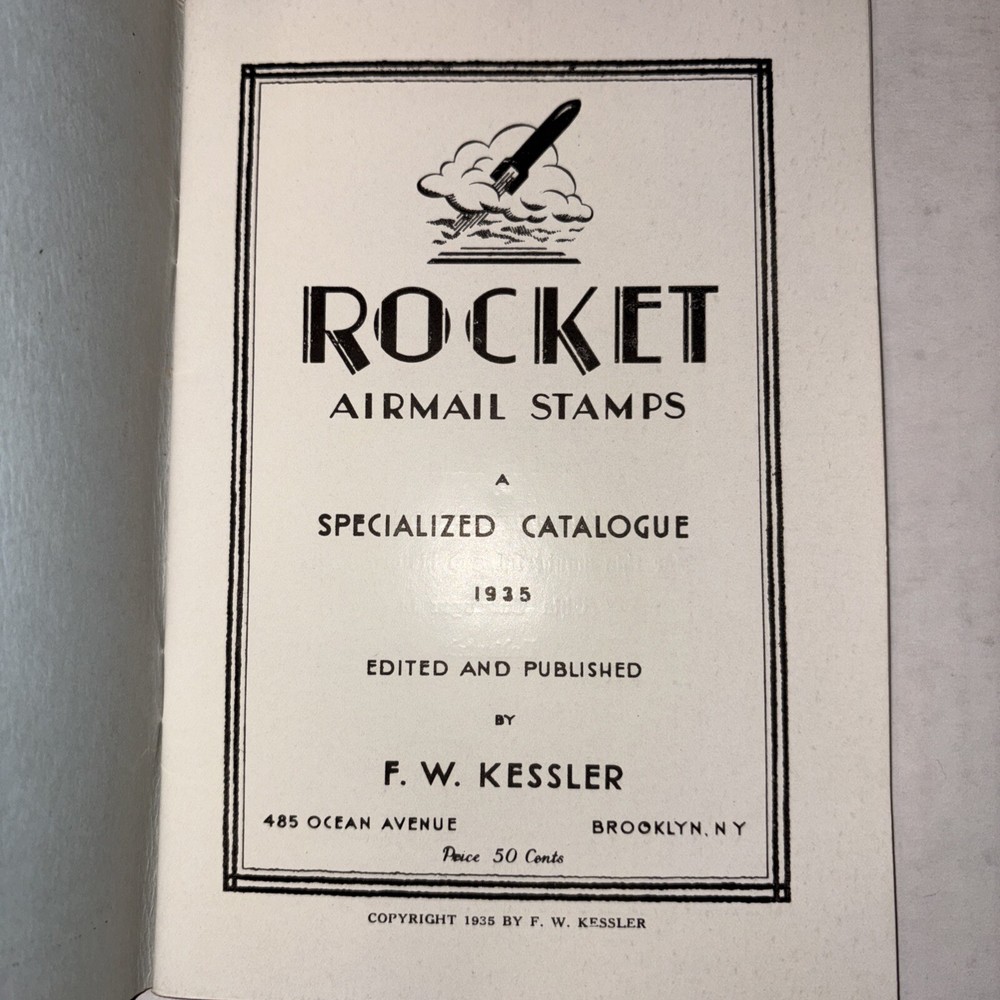 ROCKET
AIRMAIL STAMPS
A
SPECIALIZED CATALOGUE
1935
EDITED AND PUBLISHED
BY
F. W. KESSLER
485 OCEAN AVENUE BROOKLYN, N Y
Price 50 Cents
COPYRIGHT 1935 BY F. W. KESSLER